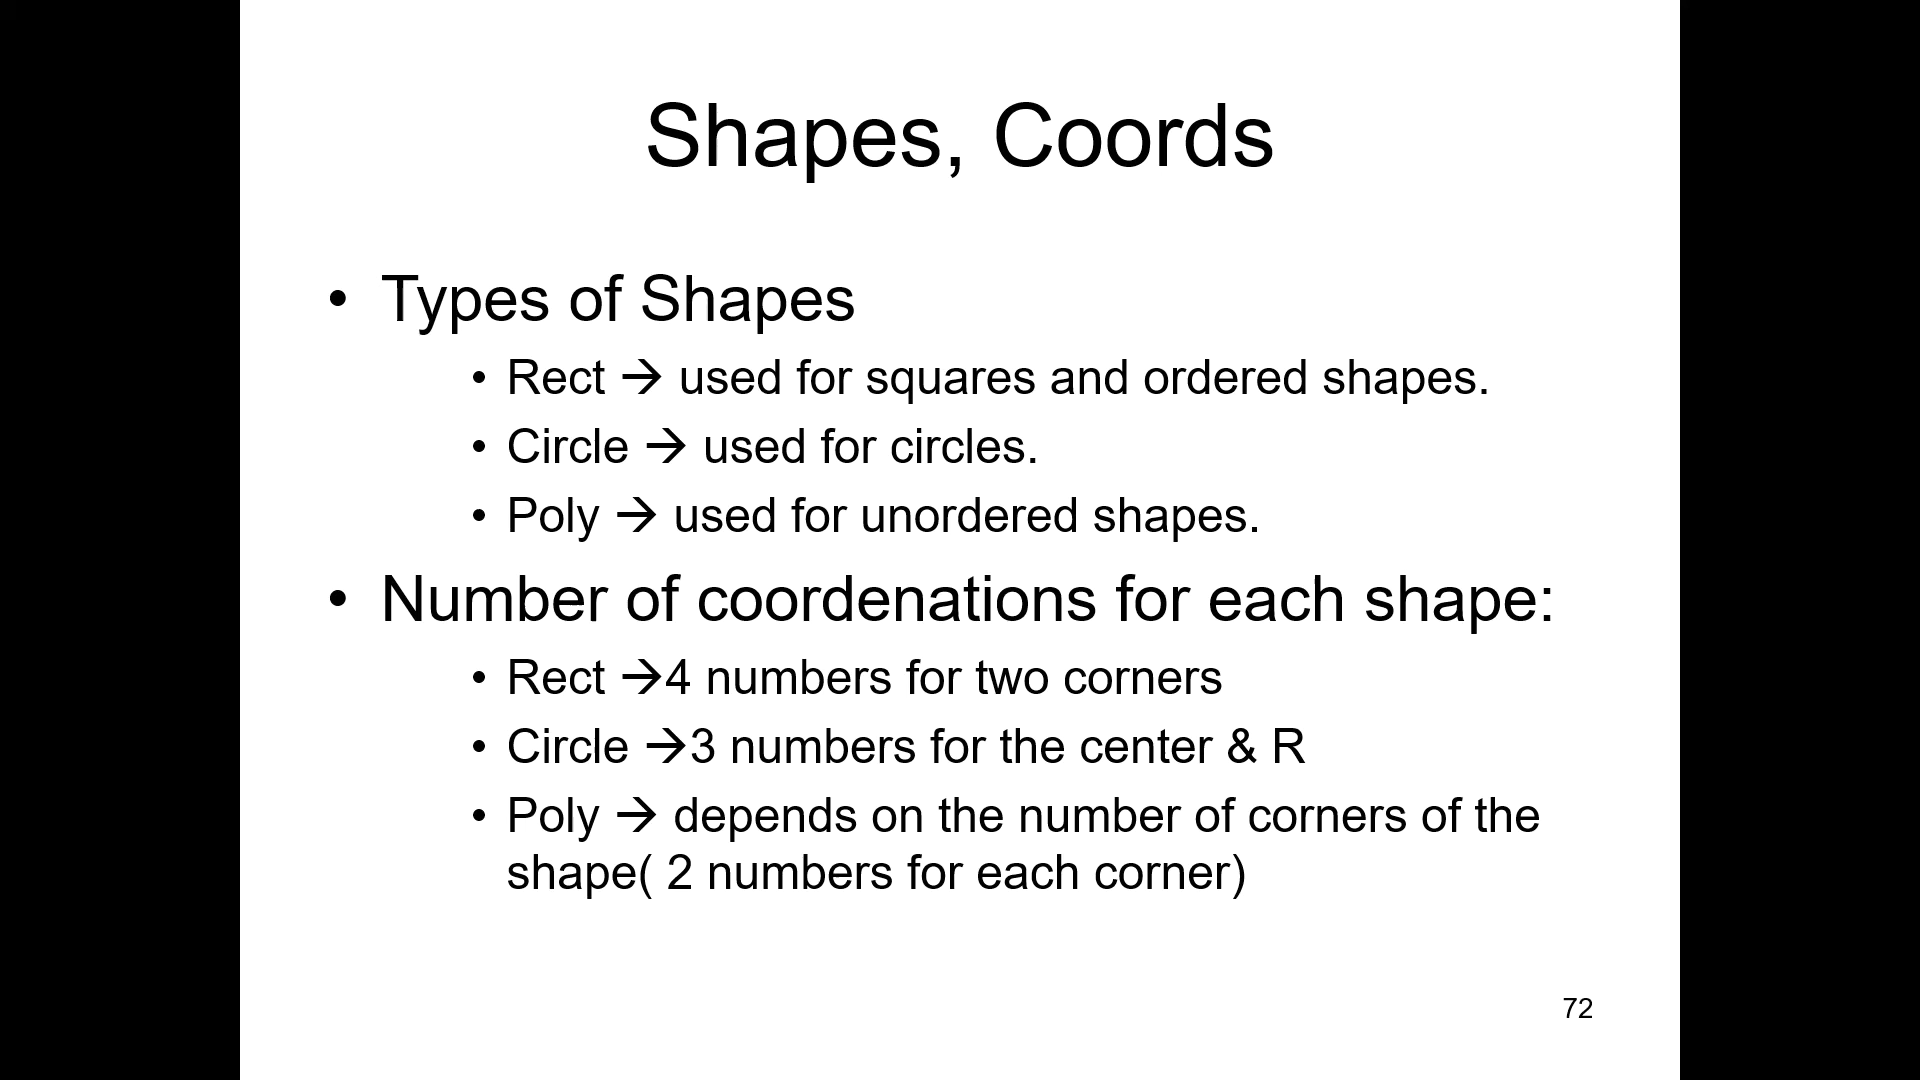 Shapes, Coords
• Types of Shapes
• Rect → used for squares and ordered shapes.
• Circle → used for circles.
• Poly → used for unordered shapes.
• Number of coordenations for each shape:
• Rect →4 numbers for two corners
• Circle →3 numbers for the center & R
• Poly → depends on the number of corners of the
shape( 2 numbers for each corner)
72